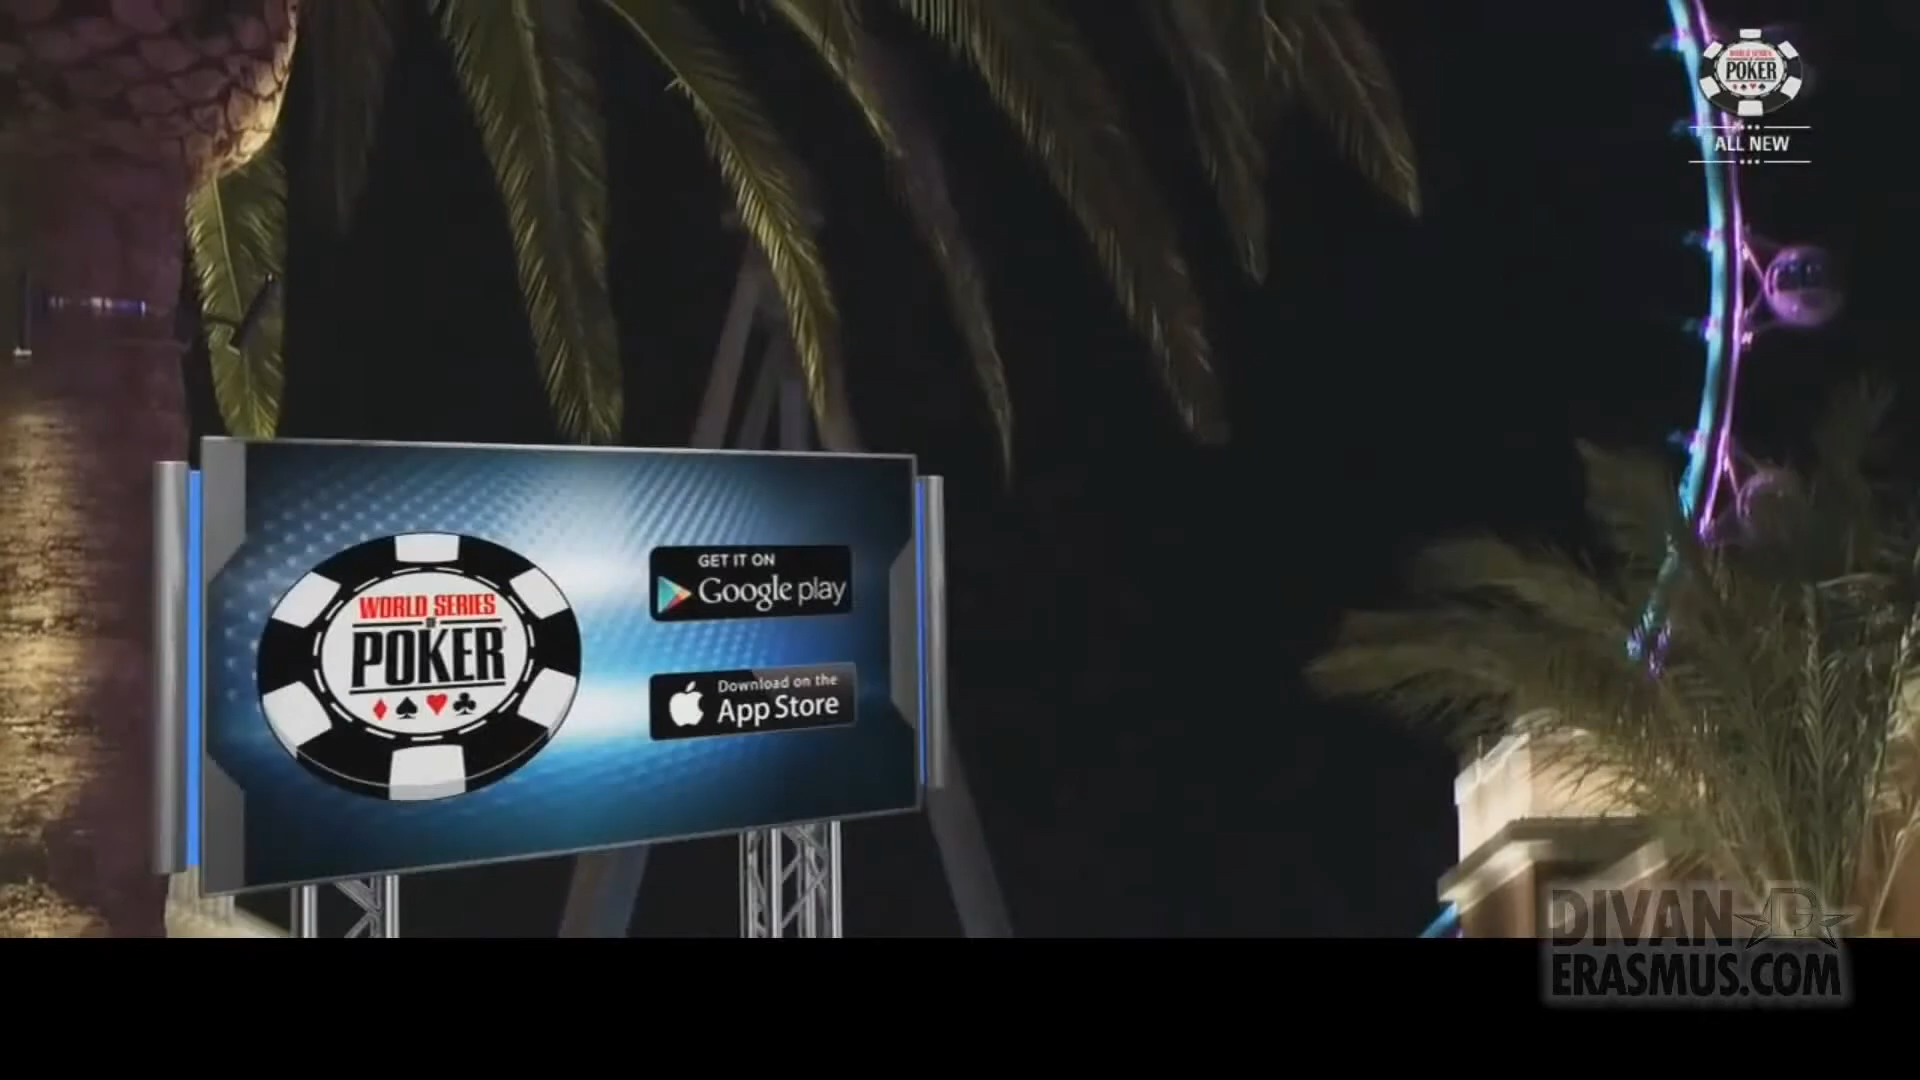 WORLD SERIES
OF
POKER
ALL NEW
GET IT ON
Google play
WORLD SERIES
OF
POKER
Download on the
App Store
DIVAN
ERASMUS.COM